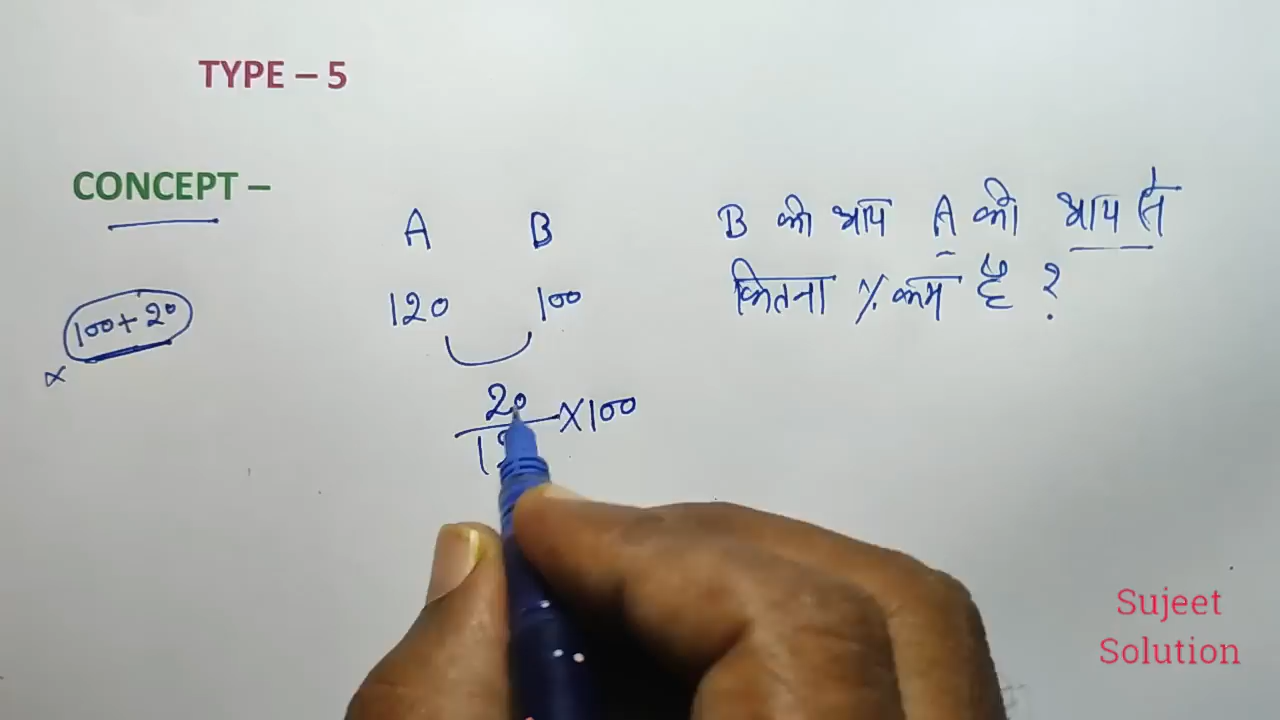 TYPE – 5
CONCEPT –
A B
B की आय A की आय से
कितना % कम है ?
120 100
100+20
20 × 100
Sujeet
Solution